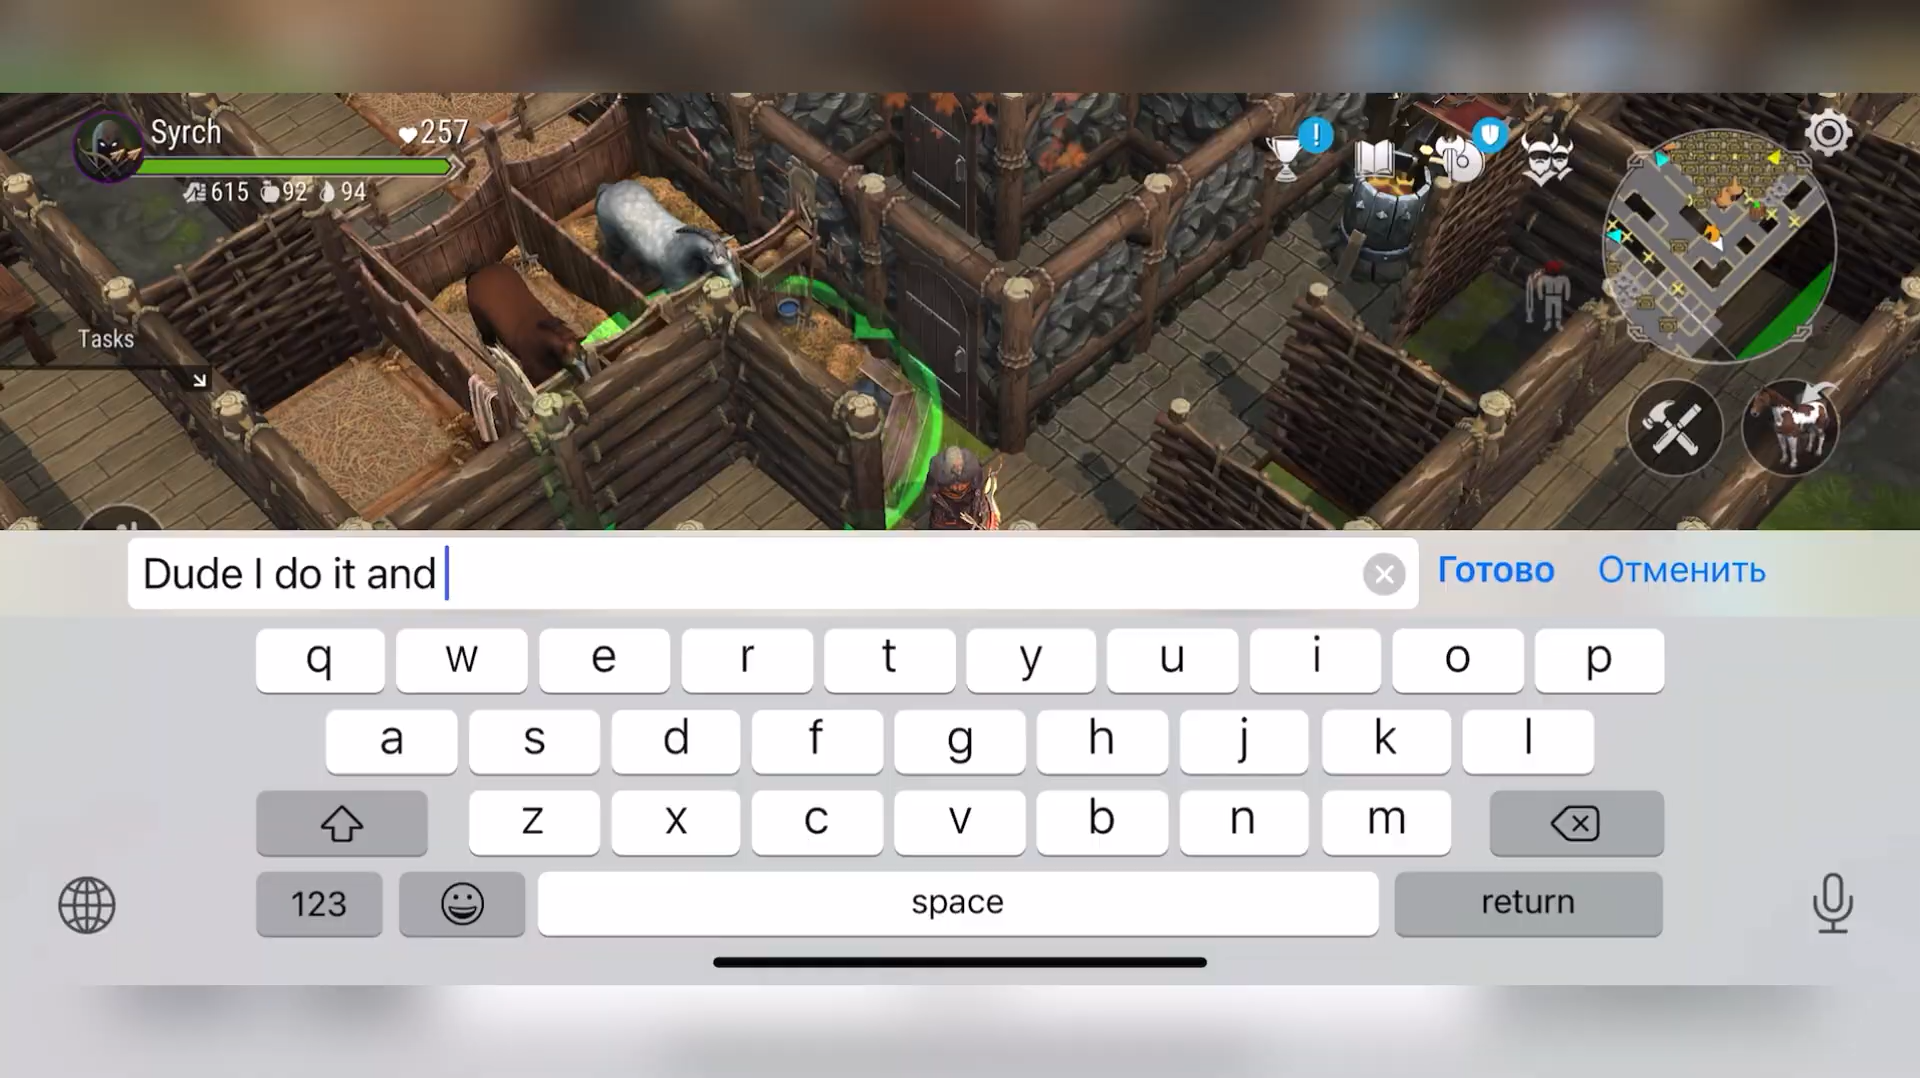 Syrch
257
615 92 94
Tasks
Dude I do it and
Готово Отменить
q w e r t y u i o p
a s d f g h j k l
z x c v b n m
123 space return